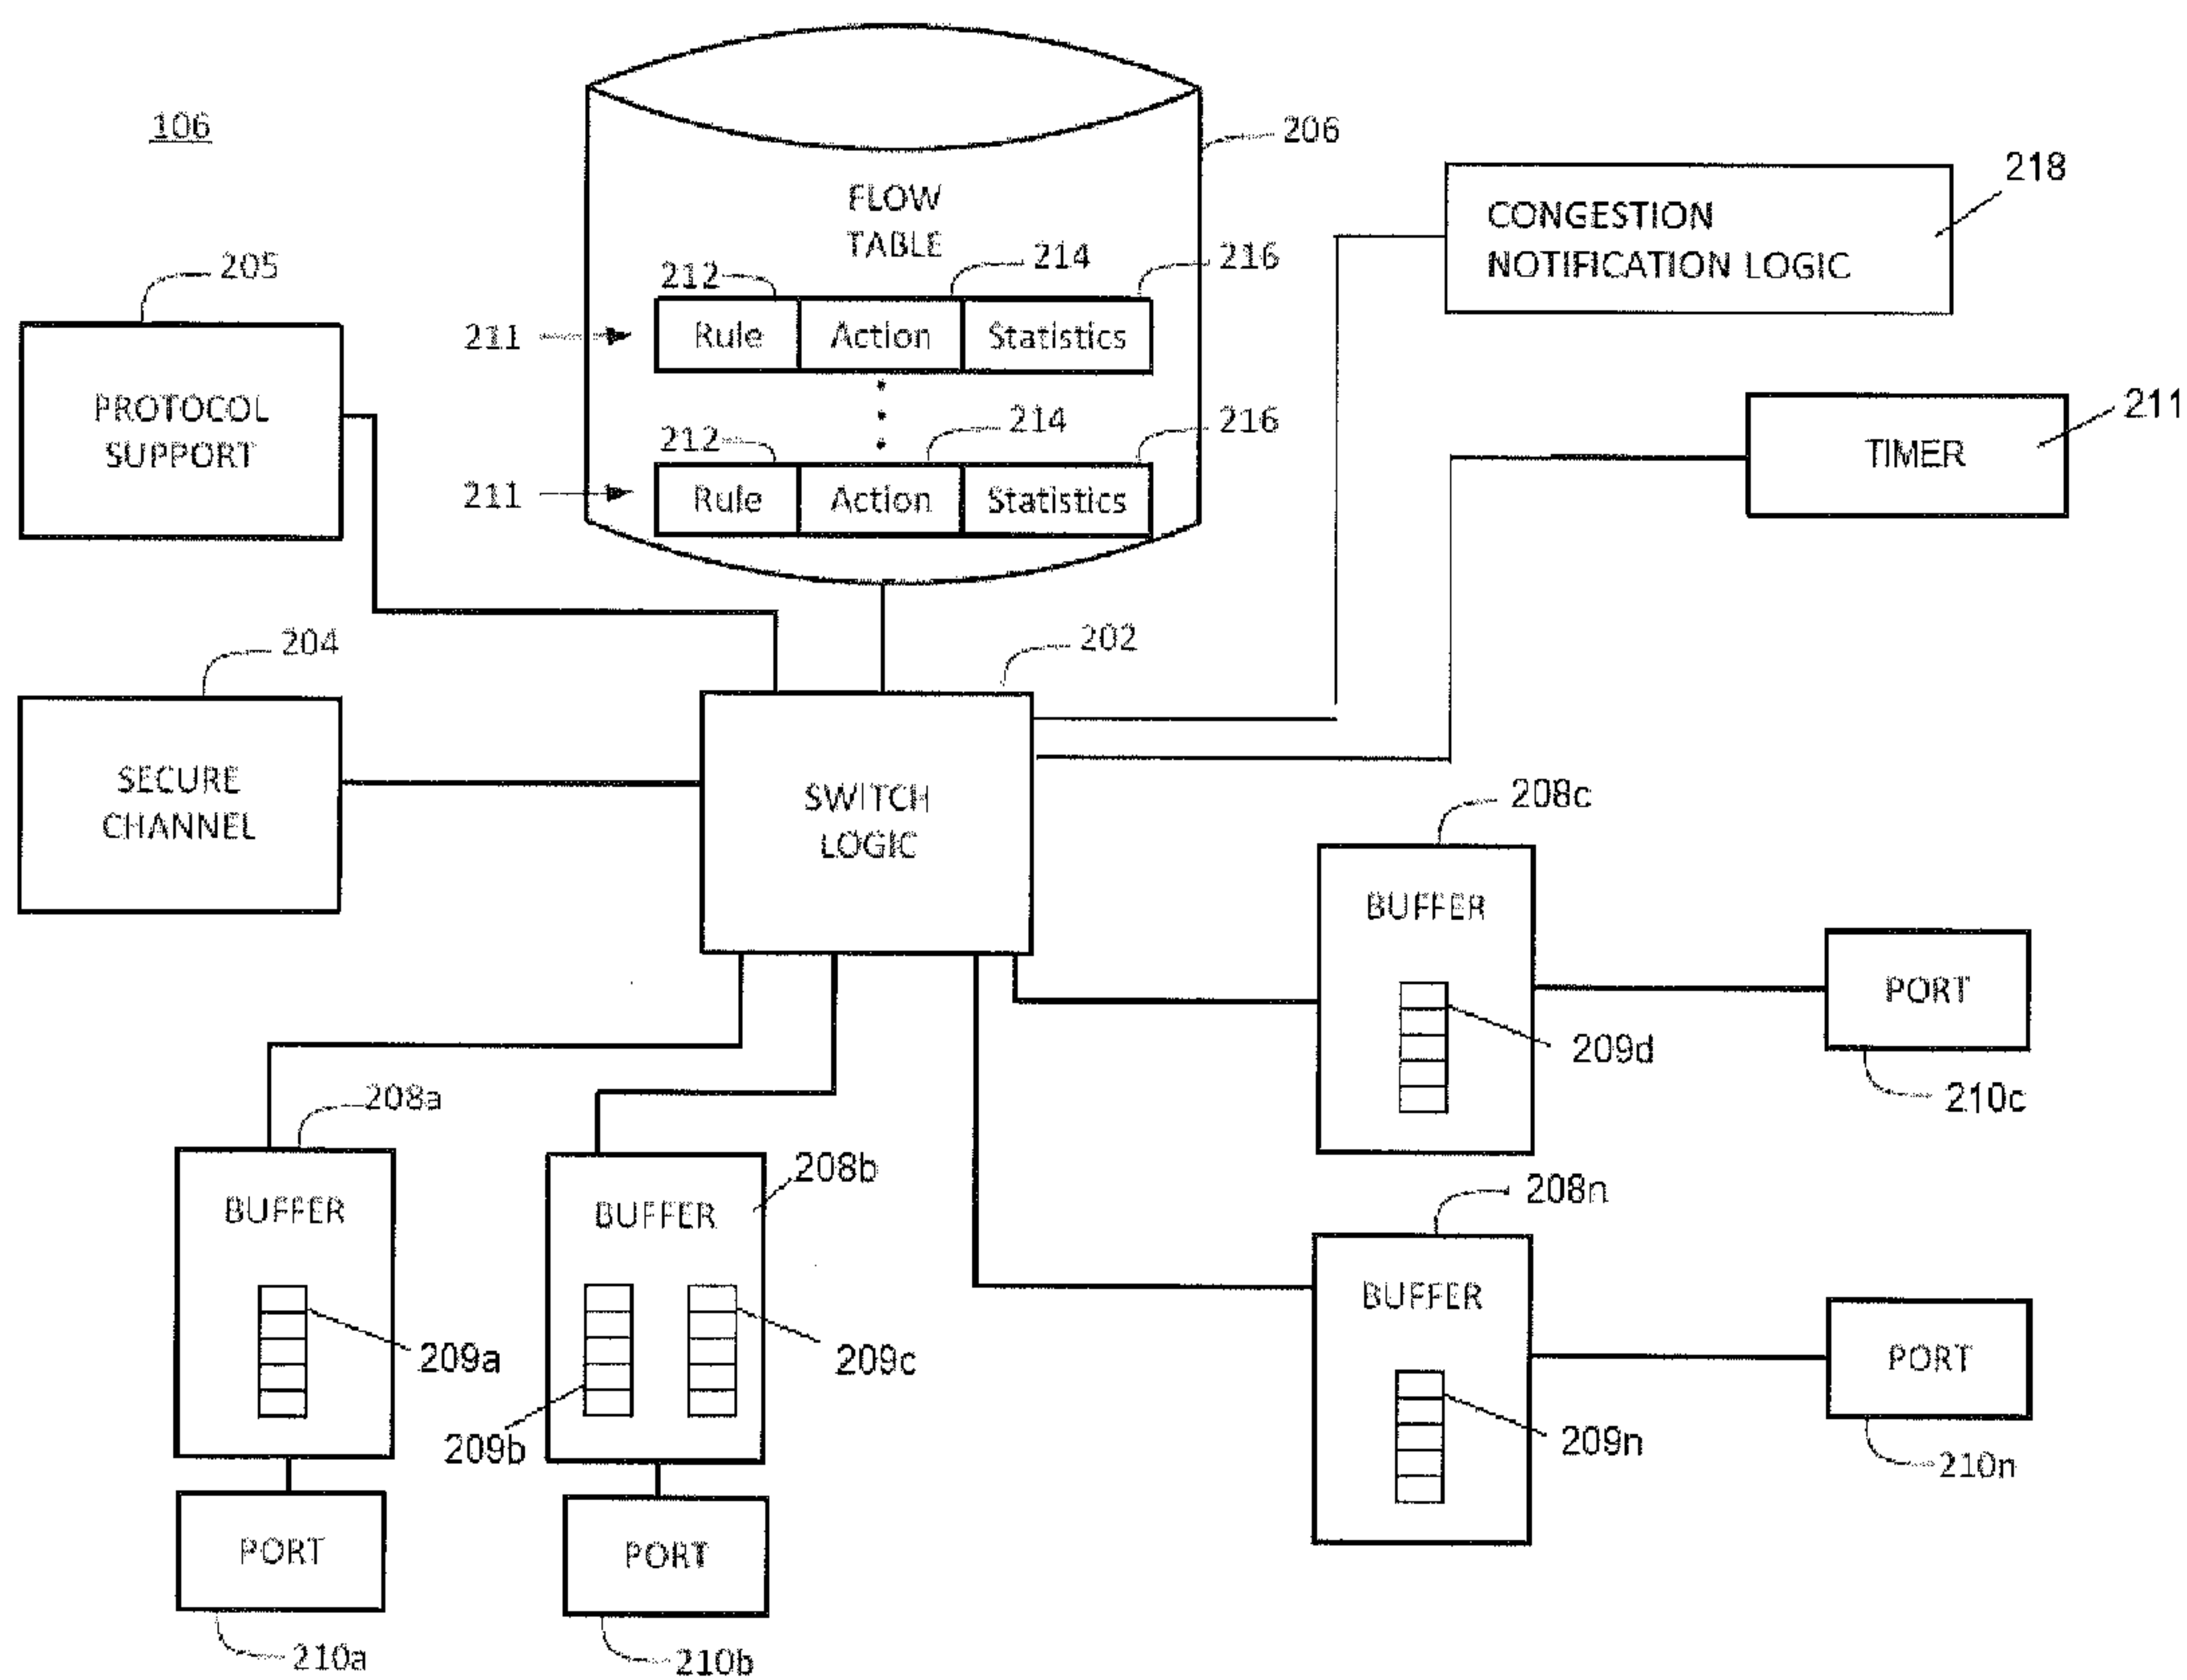 106
206
FLOW
TABLE
218
CONGESTION
NOTIFICATION LOGIC
205
212
214
216
211
Rule
Action
Statistics
PROTOCOL
SUPPORT
211
TIMER
212
214
216
211
Rule
Action
Statistics
204
202
SECURE
CHANNEL
SWITCH
LOGIC
208c
BUFFER
209d
PORT
210c
208a
BUFFER
209a
208b
BUFFER
209b
209c
208n
BUFFER
209n
PORT
210n
PORT
210a
PORT
210b